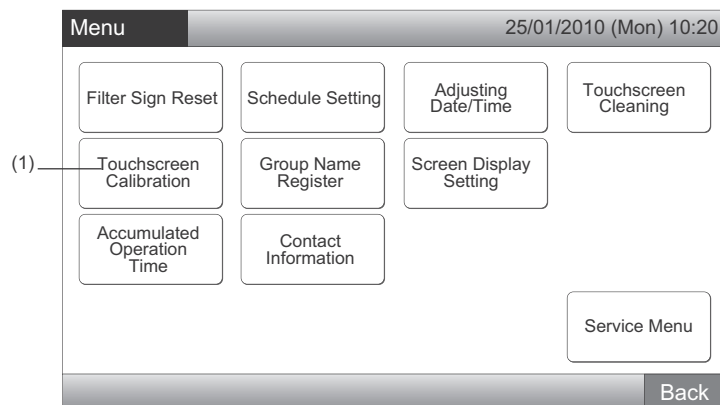 Menu
25/01/2010 (Mon) 10:20
Filter Sign Reset
Schedule Setting
Adjusting
Date/Time
Touchscreen
Cleaning
(1)
Touchscreen
Calibration
Group Name
Register
Screen Display
Setting
Accumulated
Operation
Time
Contact
Information
Service Menu
Back